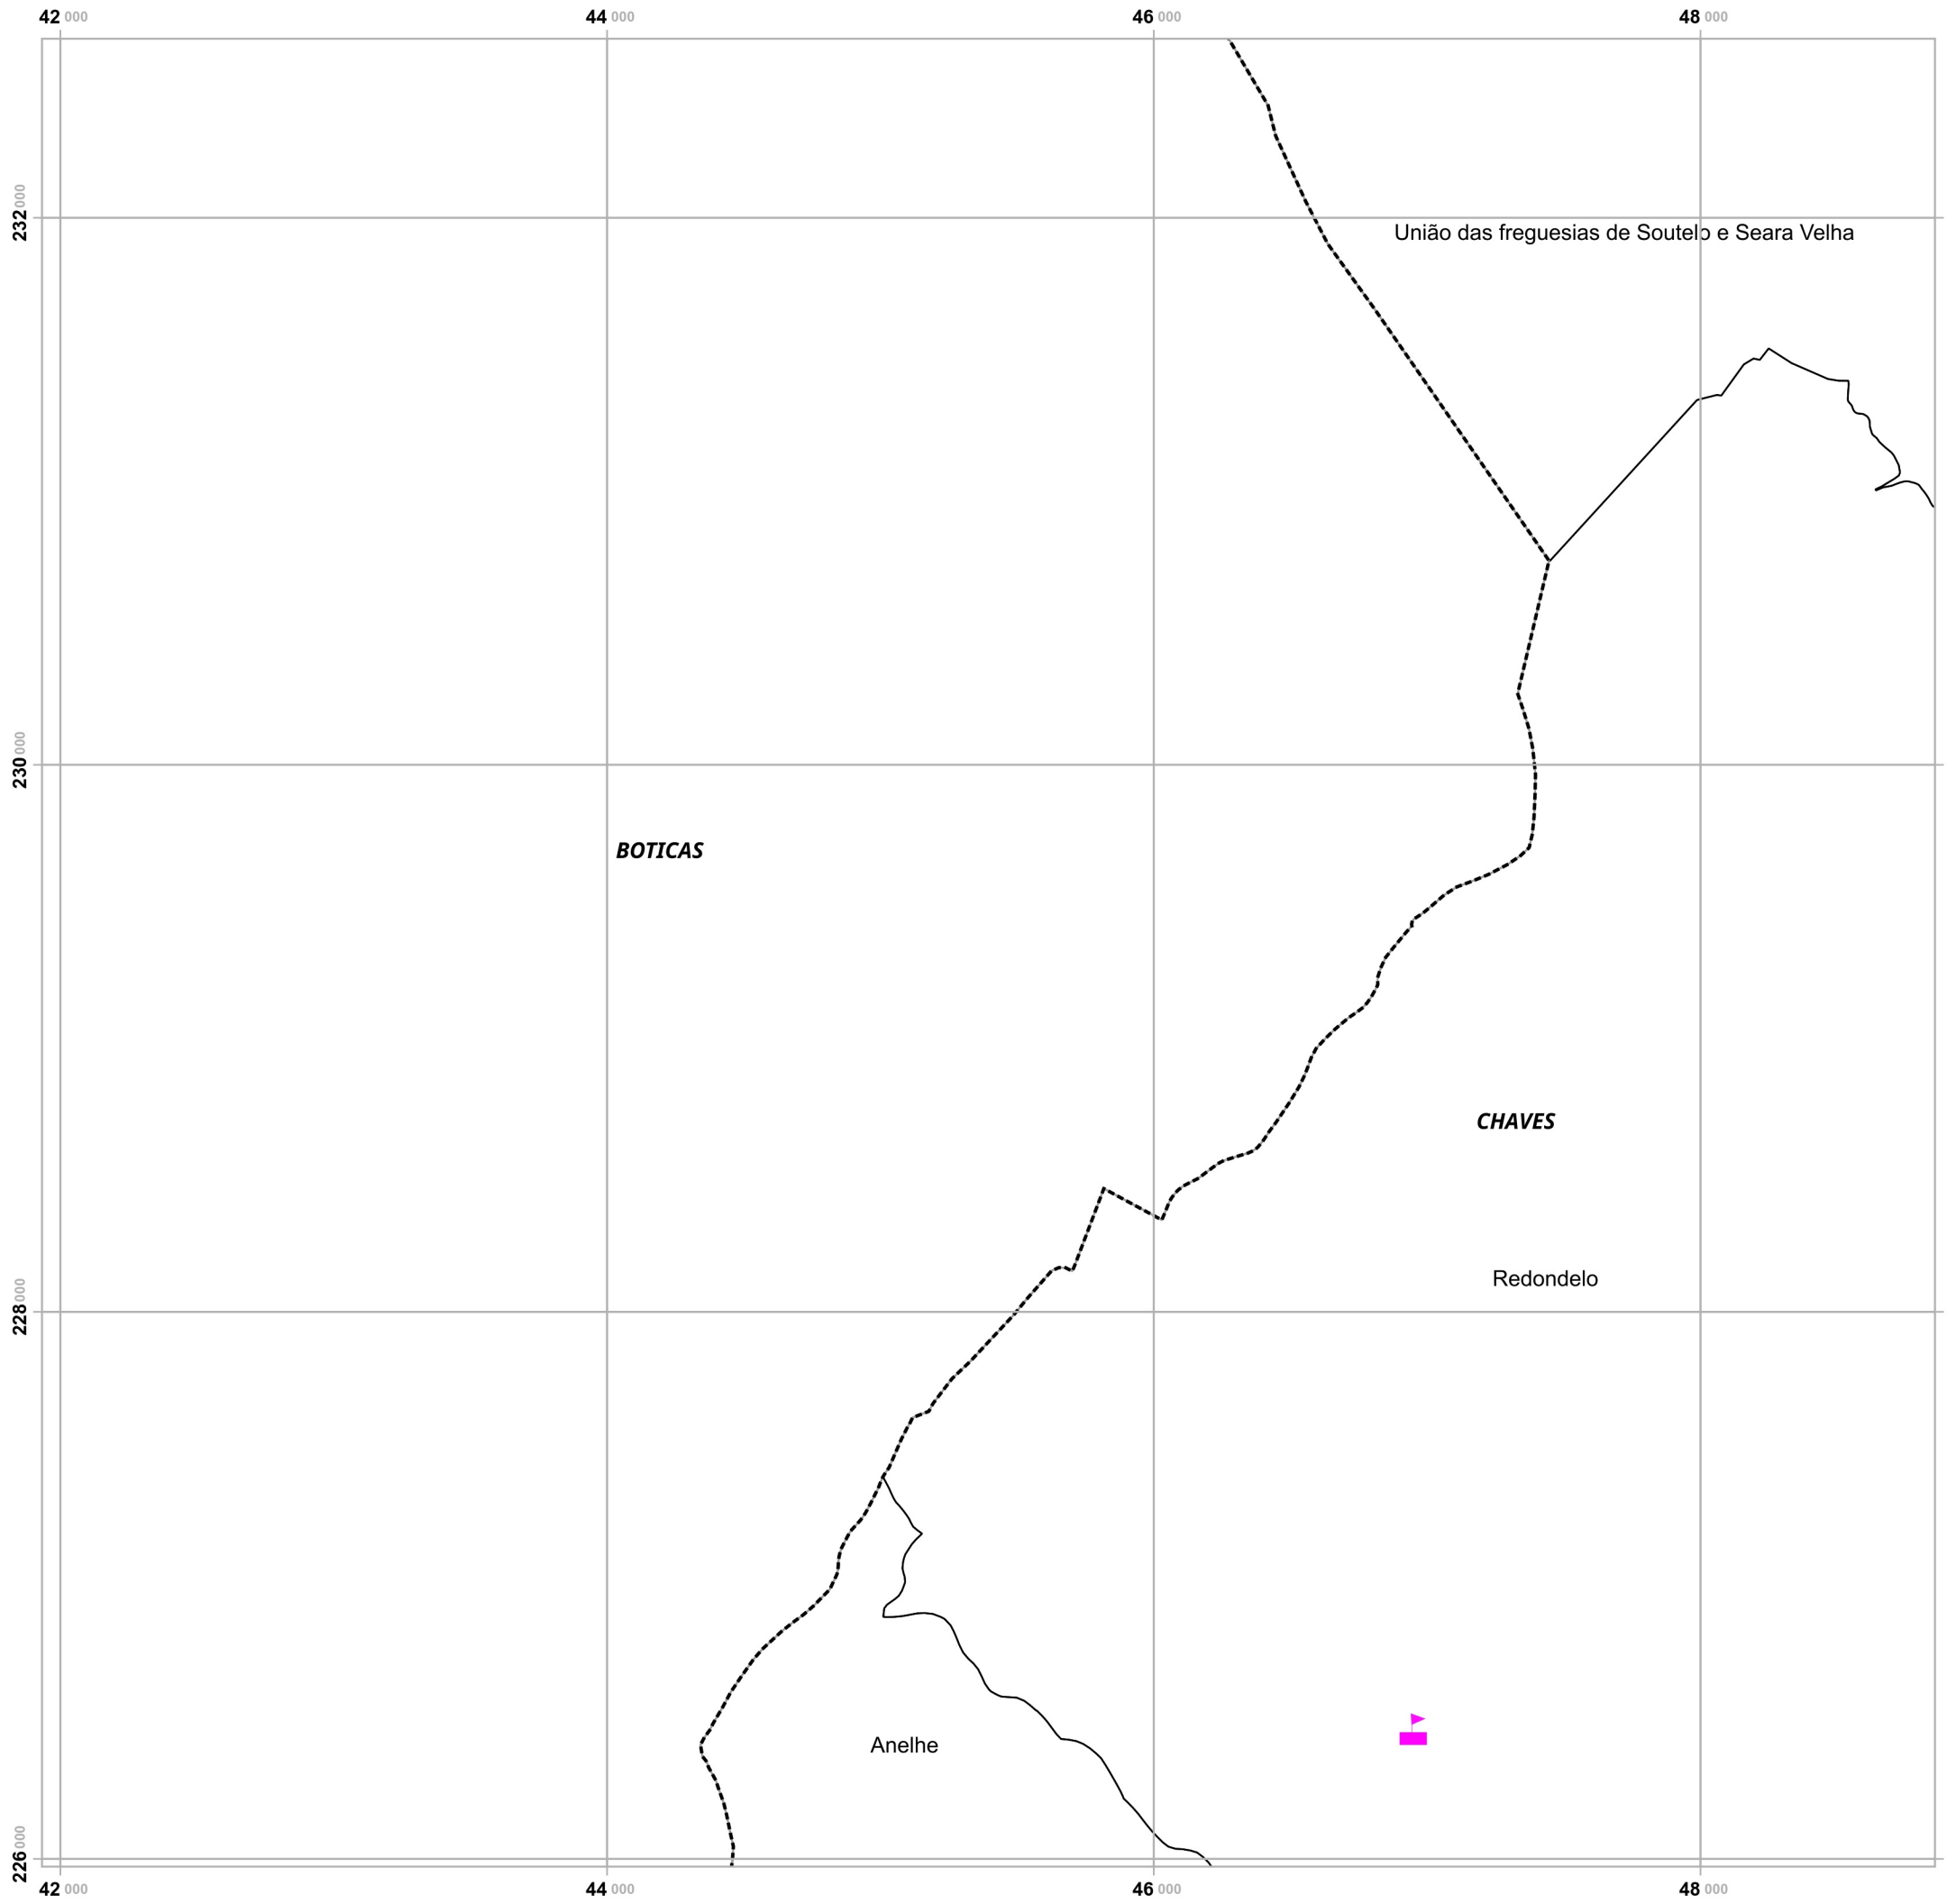 42 000 44 000 46 000 48 000
232 000
União das freguesias de Soutelo e Seara Velha
230 000
BOTICAS
CHAVES
Redondelo
228 000
Anelhe
226 000
42 000 44 000 46 000 48 000